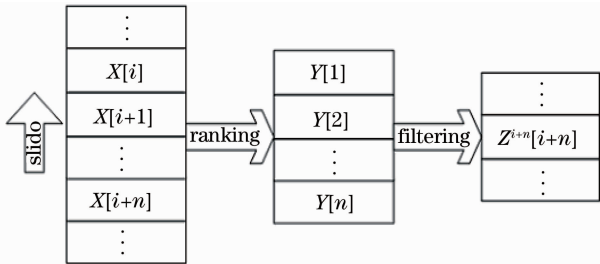 slido
⋮
X[i]
X[i+1]
⋮
X[i+n]
⋮
ranking
Y[1]
Y[2]
⋮
Y[n]
filtering
⋮
Z^{i+n}[i+n]
⋮